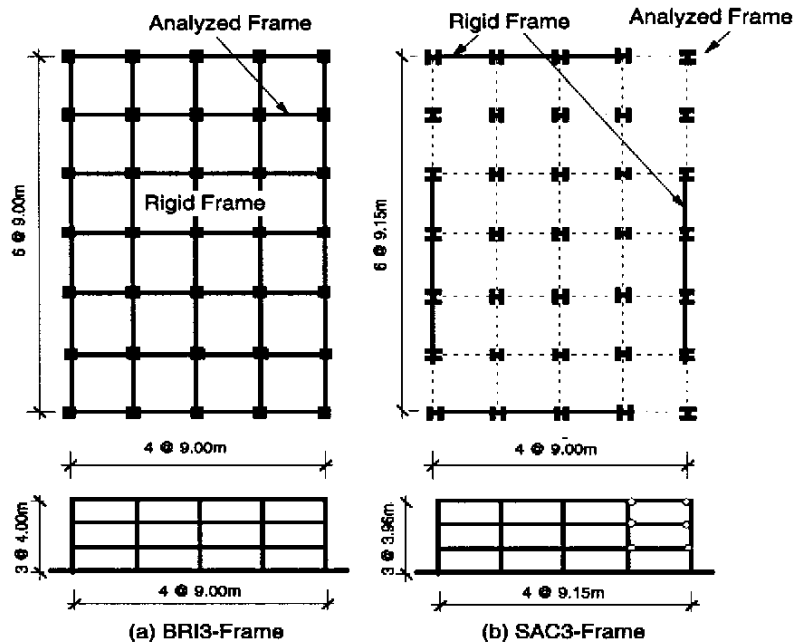 Analyzed Frame
Rigid Frame
6 @ 9.00m
4 @ 9.00m
3 @ 4.00m
4 @ 9.00m
(a) BRI3-Frame
Rigid Frame
Analyzed Frame
6 @ 9.15m
4 @ 9.00m
3 @ 3.96m
4 @ 9.15m
(b) SAC3-Frame